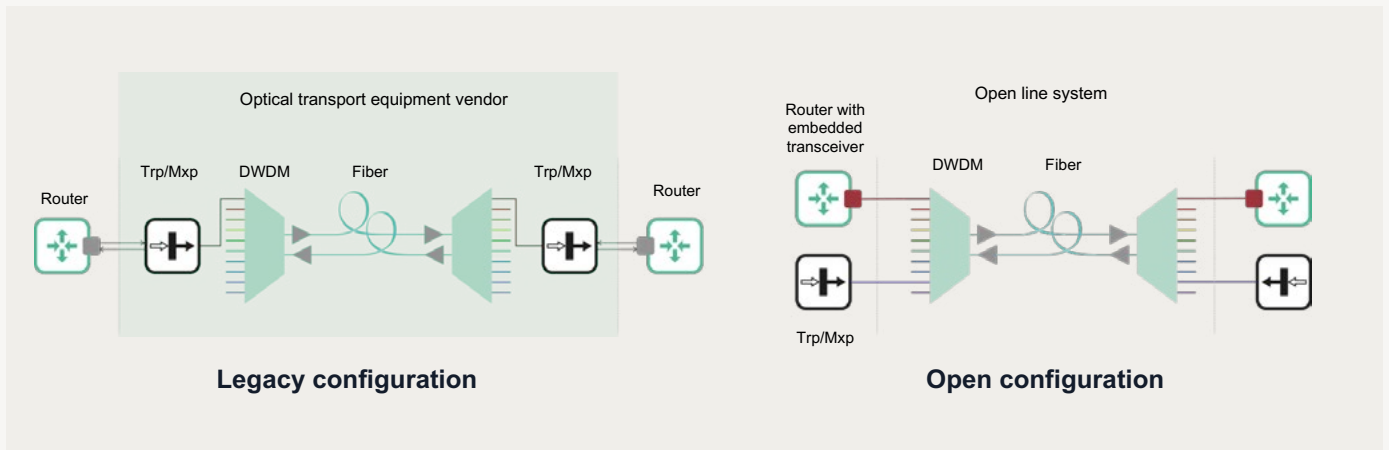 Optical transport equipment vendor
Trp/Mxp
DWDM
Fiber
Trp/Mxp
Router
Router
Legacy configuration
Open line system
Router with
embedded
transceiver
DWDM
Fiber
Trp/Mxp
Open configuration